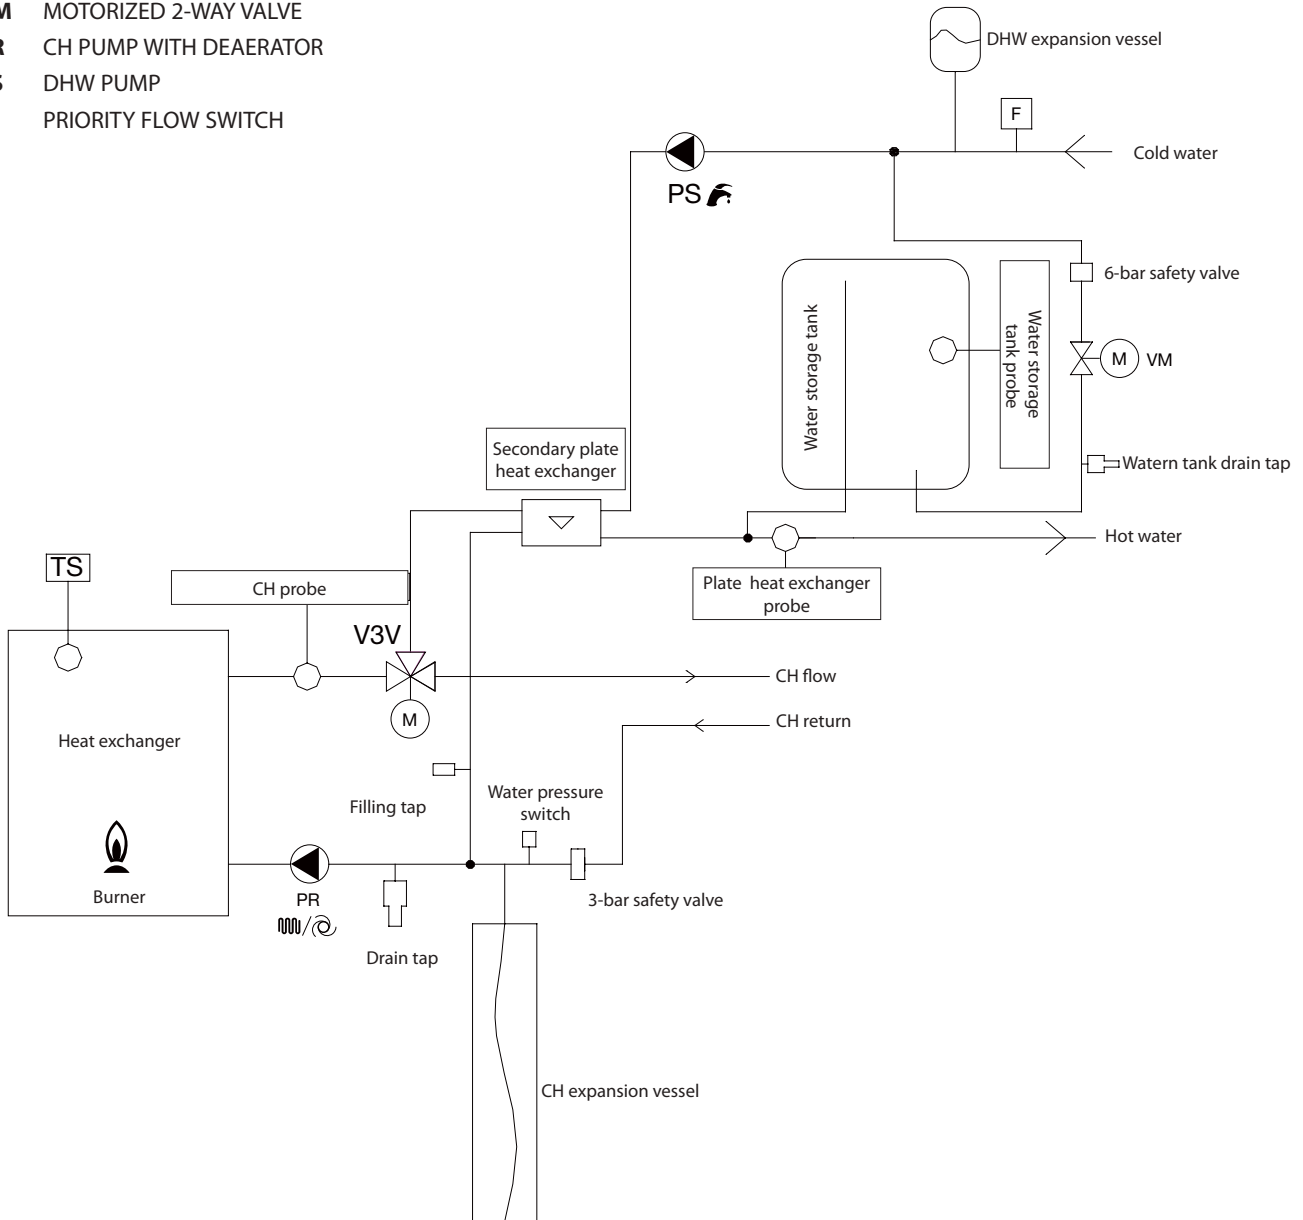 M MOTORIZED 2-WAY VALVE
R CH PUMP WITH DEAERATOR
S DHW PUMP
PRIORITY FLOW SWITCH
DHW expansion vessel
F
Cold water
PS
6-bar safety valve
Water storage tank
Water storage
tank probe
M VM
Secondary plate
heat exchanger
Watern tank drain tap
Hot water
TS
CH probe
Plate heat exchanger
probe
V3V
CH flow
M
CH return
Heat exchanger
Water pressure
switch
Filling tap
Burner
PR
3-bar safety valve
Drain tap
CH expansion vessel